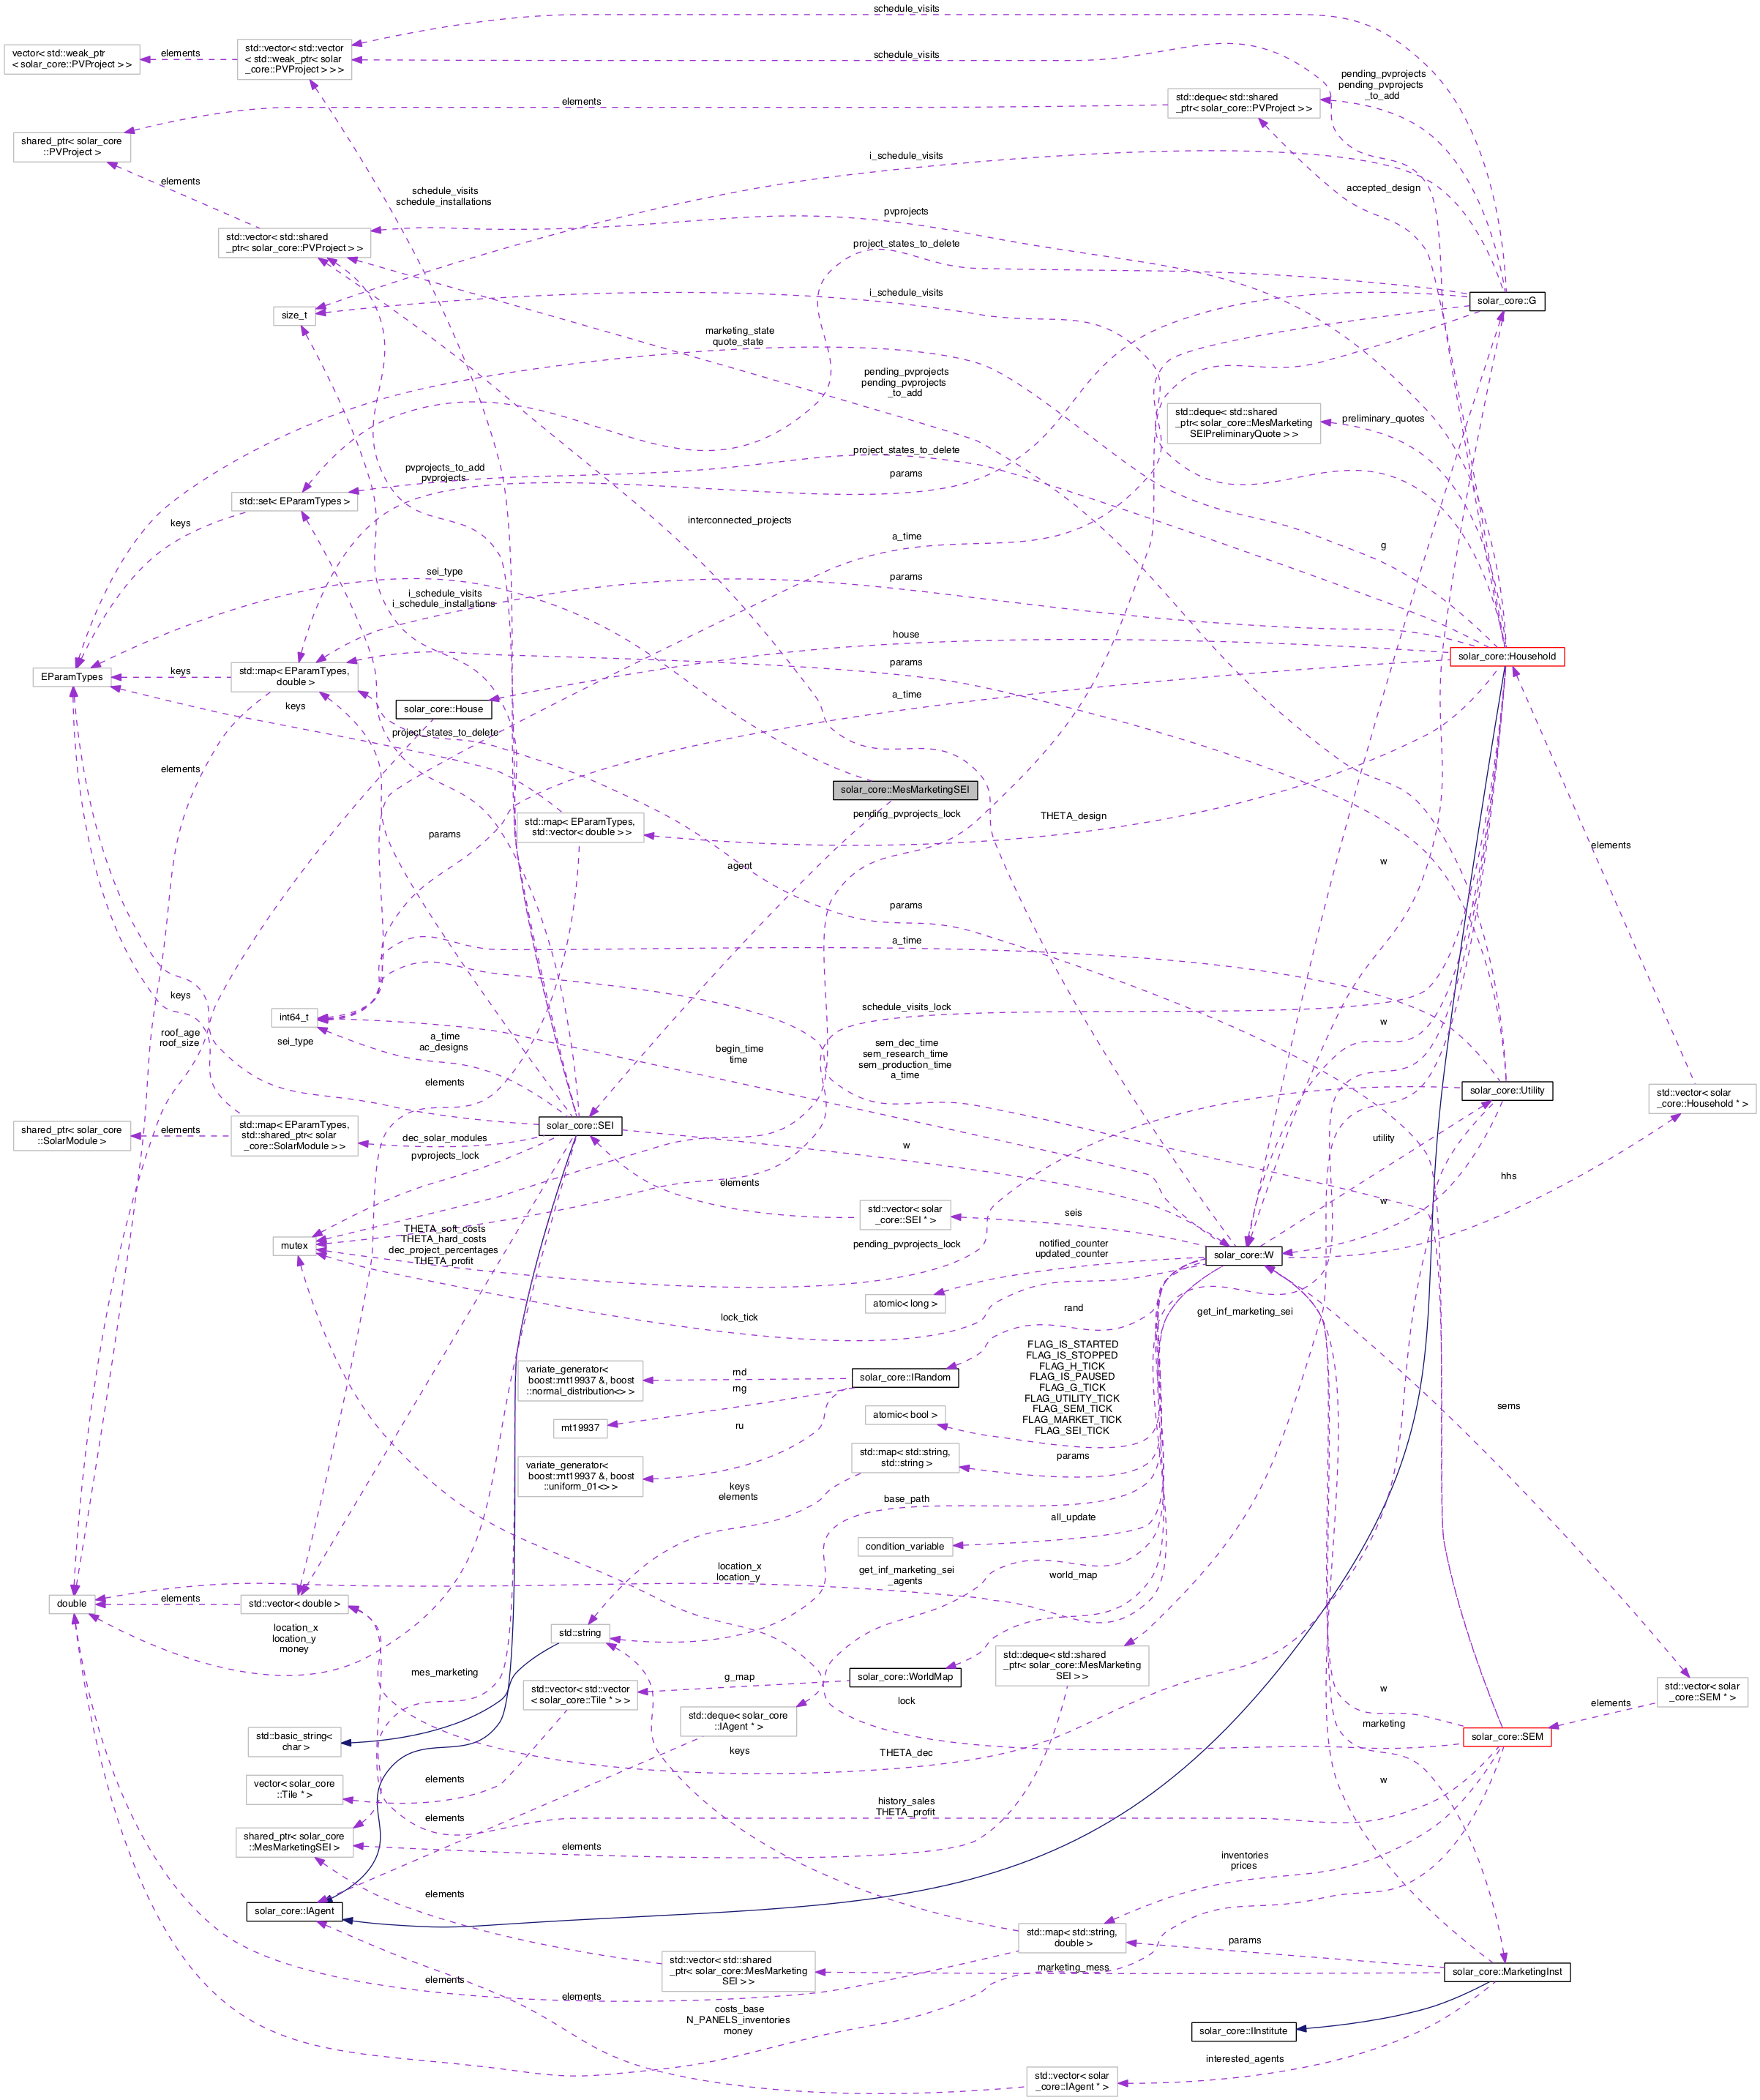 schedule_visits
std::vector< std::vector
< std::weak_ptr< solar
_core::PVProject > > >
elements
vector< std::weak_ptr
< solar_core::PVProject > >
schedule_visits
pending_pvprojects
pending_pvprojects
_to_add
std::deque< std::shared
_ptr< solar_core::PVProject > >
elements
shared_ptr< solar_core
::PVProject >
i_schedule_visits
elements
schedule_visits
schedule_installations
accepted_design
pvprojects
std::vector< std::shared
_ptr< solar_core::PVProject > >
project_states_to_delete
i_schedule_visits
solar_core::G
size_t
marketing_state
quote_state
pending_pvprojects
pending_pvprojects
_to_add
std::deque< std::shared
_ptr< solar_core::MesMarketing
SEIPreliminaryQuote > >
preliminary_quotes
project_states_to_delete
pvprojects_to_add
pvprojects
params
std::set< EParamTypes >
keys
interconnected_projects
a_time
g
sei_type
params
i_schedule_visits
i_schedule_installations
house
solar_core::Household
EParamTypes
keys
std::map< EParamTypes,
double >
params
a_time
keys
solar_core::House
project_states_to_delete
elements
solar_core::MesMarketingSEI
pending_pvprojects_lock
THETA_design
std::map< EParamTypes,
std::vector< double > >
params
elements
agent
w
params
a_time
keys
schedule_visits_lock
int64_t
roof_age
roof_size
sei_type
a_time
ac_designs
begin_time
time
sem_dec_time
sem_research_time
sem_production_time
a_time
w
elements
solar_core::Utility
std::vector< solar
_core::Household * >
solar_core::SEI
shared_ptr< solar_core
::SolarModule >
elements
std::map< EParamTypes,
std::shared_ptr< solar
_core::SolarModule > >
dec_solar_modules
pvprojects_lock
w
utility
elements
hhs
w
std::vector< solar
_core::SEI * >
seis
THETA_soft_costs
THETA_hard_costs
dec_project_percentages
THETA_profit
mutex
pending_pvprojects_lock
notified_counter
updated_counter
solar_core::W
atomic< long >
lock_tick
rand
get_inf_marketing_sei
FLAG_IS_STARTED
FLAG_IS_STOPPED
FLAG_H_TICK
FLAG_IS_PAUSED
FLAG_G_TICK
FLAG_UTILITY_TICK
FLAG_SEM_TICK
FLAG_MARKET_TICK
FLAG_SEI_TICK
variate_generator<
boost::mt19937 &, boost
::normal_distribution<> >
rnd
solar_core::IRandom
rng
mt19937
ru
atomic< bool >
sems
std::map< std::string,
std::string >
params
variate_generator<
boost::mt19937 &, boost
::uniform_01<> >
keys
elements
base_path
all_update
condition_variable
location_x
location_y
get_inf_marketing_sei
_agents
world_map
double
elements
std::vector< double >
location_x
location_y
money
std::string
std::deque< std::shared
_ptr< solar_core::MesMarketing
SEI > >
mes_marketing
g_map
solar_core::WorldMap
std::vector< std::vector
< solar_core::Tile * > >
w
std::vector< solar
_core::SEM * >
lock
elements
std::deque< solar_core
::IAgent * >
marketing
solar_core::SEM
std::basic_string<
char >
keys
THETA_dec
vector< solar_core
::Tile * >
elements
w
history_sales
THETA_profit
elements
shared_ptr< solar_core
::MesMarketingSEI >
elements
inventories
prices
elements
solar_core::IAgent
std::map< std::string,
double >
params
std::vector< std::shared
_ptr< solar_core::MesMarketing
SEI > >
marketing_mess
solar_core::MarketingInst
elements
elements
costs_base
N_PANELS_inventories
money
solar_core::IInstitute
interested_agents
std::vector< solar
_core::IAgent * >